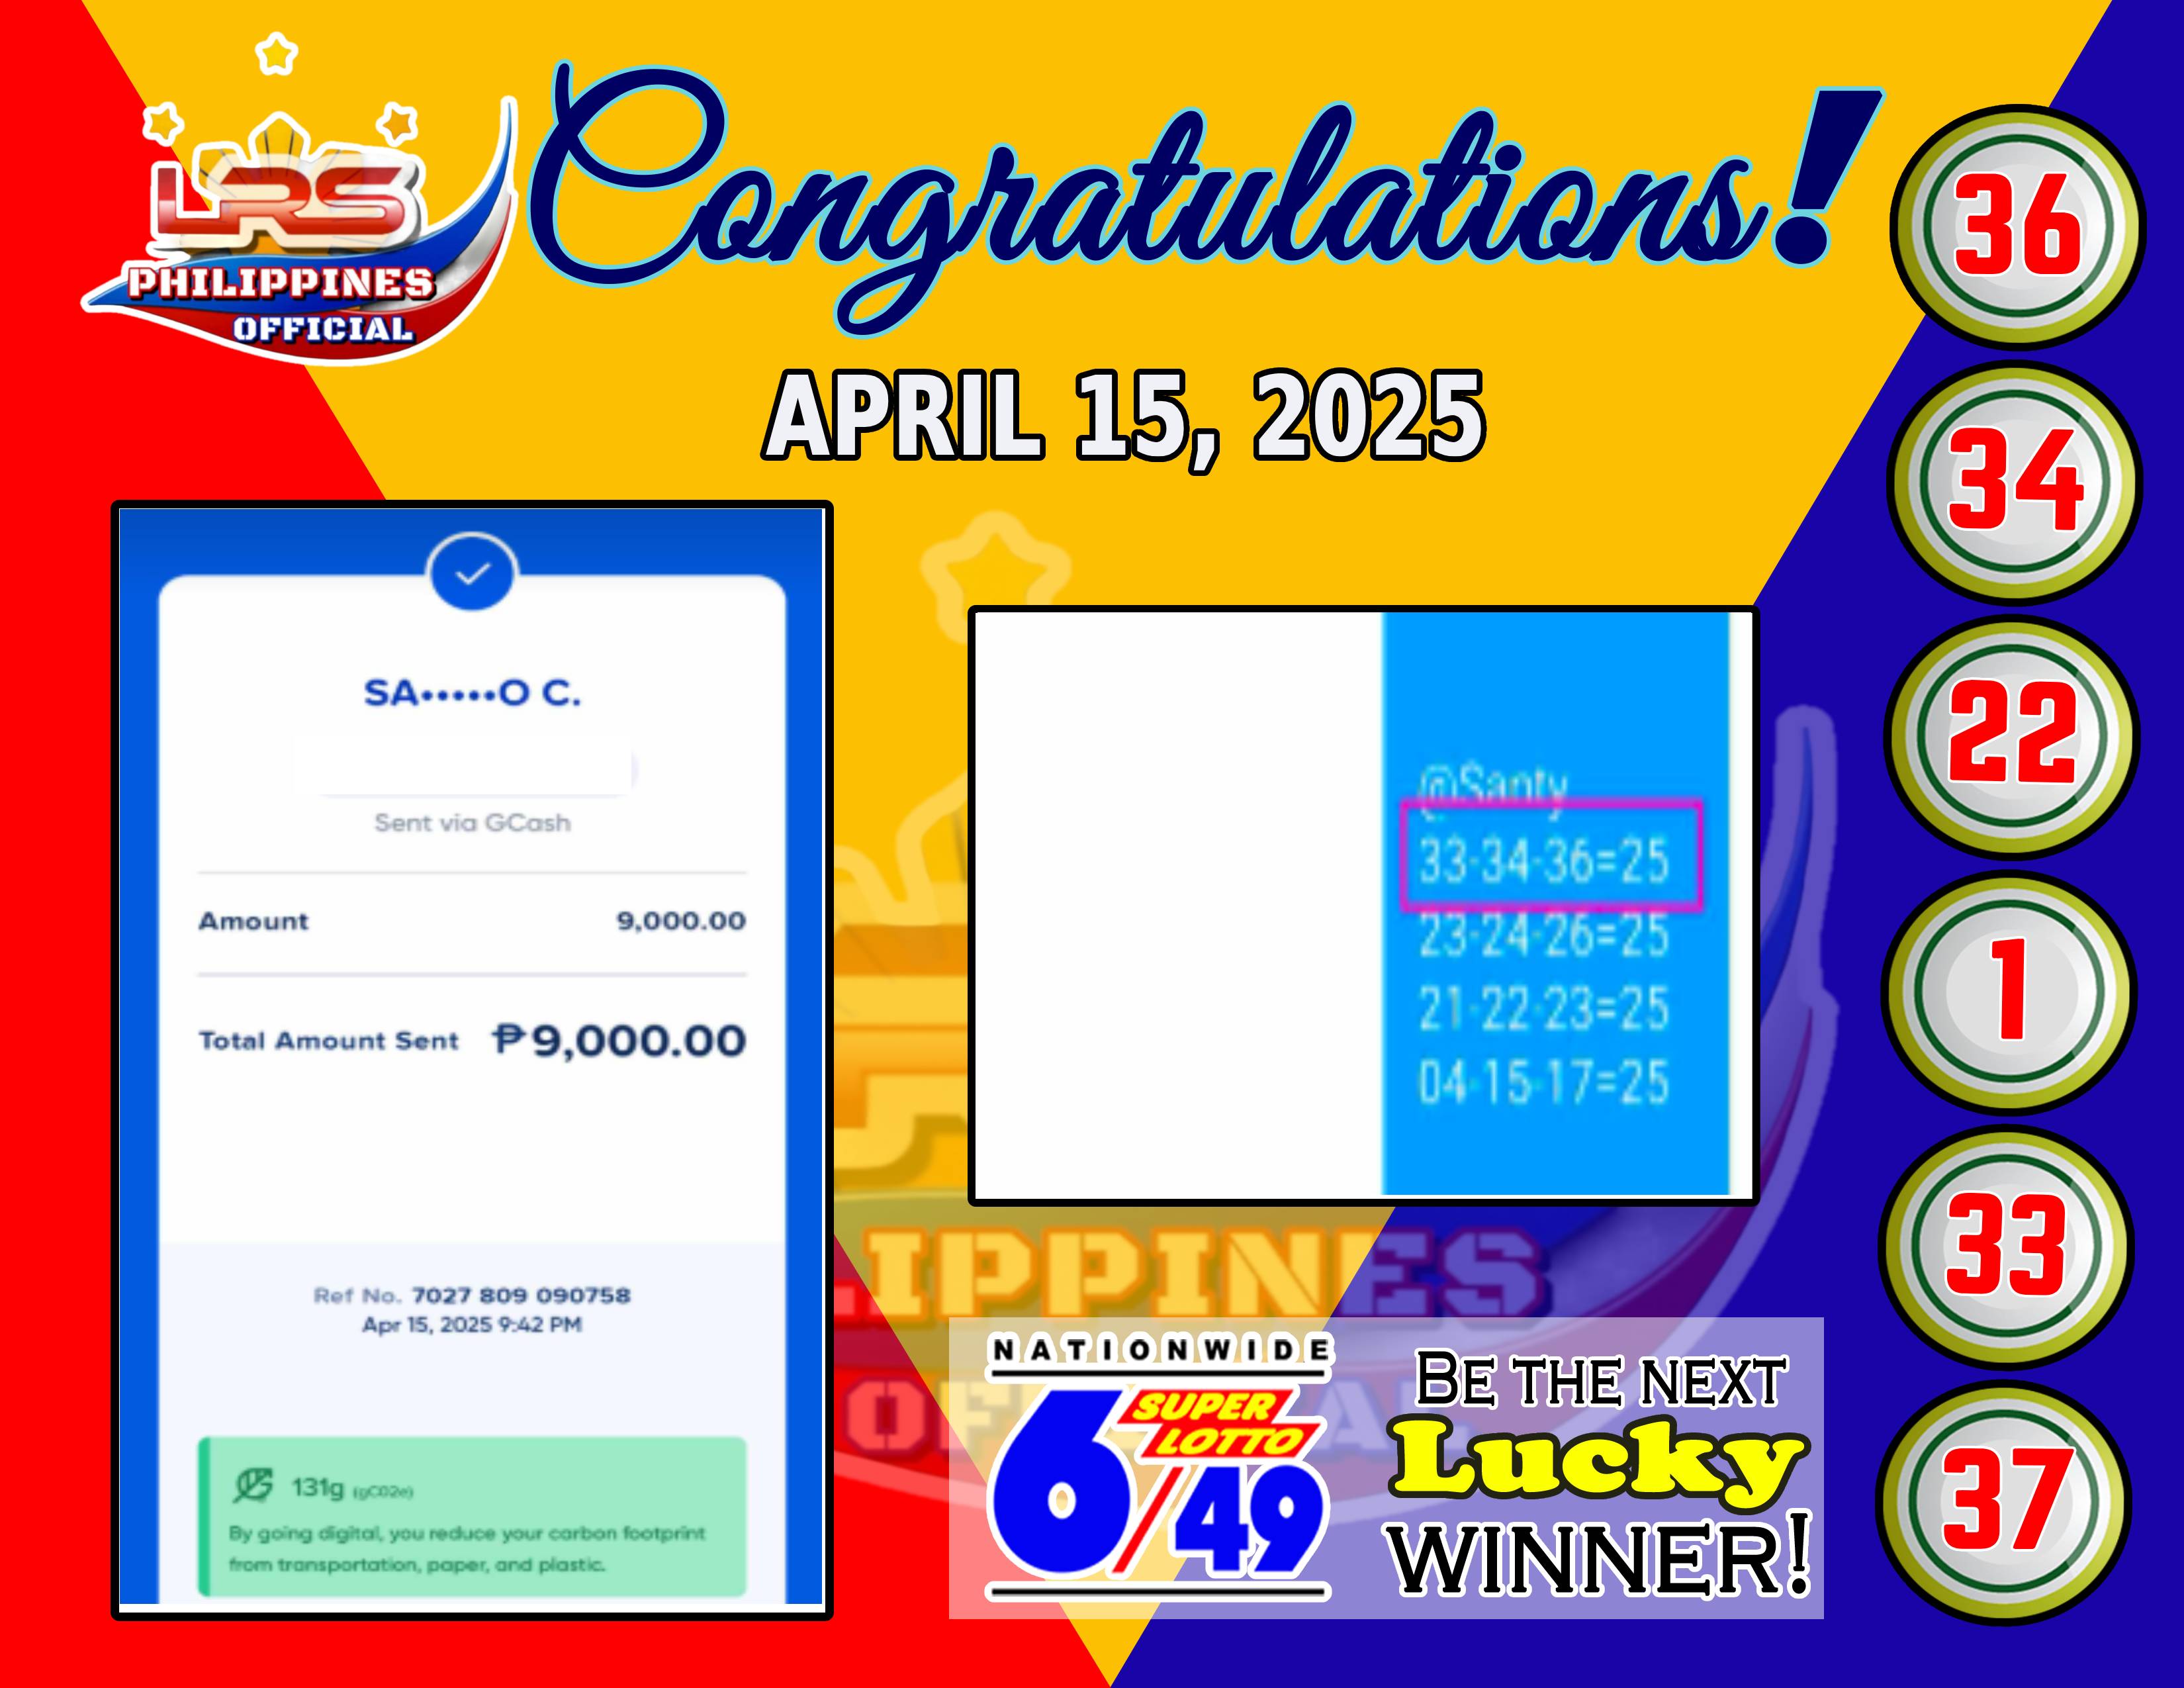 LRS
PHILIPPINES
OFFICIAL
Congratulations!
APRIL 15, 2025
SA•••••O C.
Sent via GCash
Amount 9,000.00
Total Amount Sent ₱9,000.00
Ref No. 7027 809 090758
Apr 15, 2025 9:42 PM
131g (gCO2e)
By going digital, you reduce your carbon footprint
from transportation, paper, and plastic.
@Santy
33-34-36=25
23-24-26=25
21-22-23=25
04-15-17=25
IPPINES
NATIONWIDE
SUPER
LOTTO
6/49
BE THE NEXT
Lucky
WINNER!
36
34
22
1
33
37